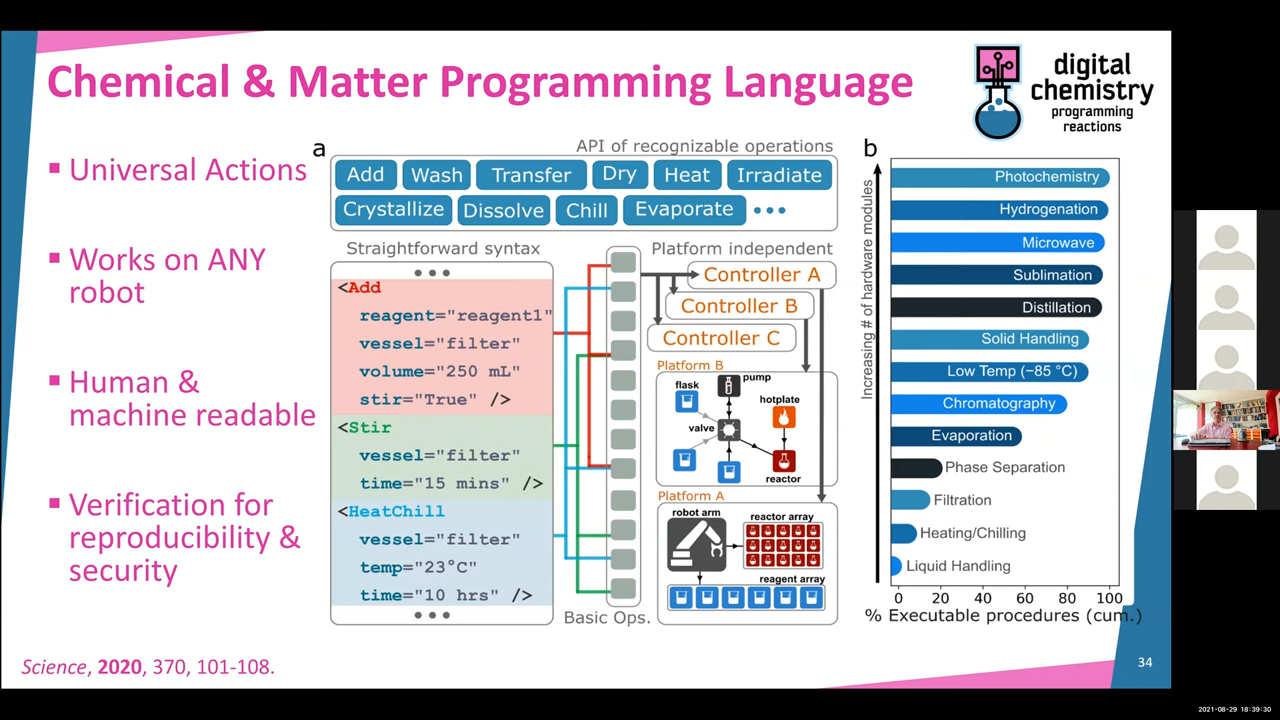 Chemical & Matter Programming Language
digital
chemistry
programming
reactions
▪ Universal Actions
▪ Works on ANY
robot
▪ Human &
machine readable
▪ Verification for
reproducibility &
security
a
API of recognizable operations
Add Wash Transfer Dry Heat Irradiate
Crystallize Dissolve Chill Evaporate •••
Straightforward syntax
•••
<Add
reagent="reagent1"
vessel="filter"
volume="250 mL"
stir="True" />
<Stir
vessel="filter"
time="15 mins" />
<HeatChill
vessel="filter"
temp="23°C"
time="10 hrs" />
•••
Basic Ops.
Platform independent
Controller A
Controller B
Controller C
Platform B
flask
pump
hotplate
valve
reactor
Platform A
robot arm
reactor array
reagent array
b
Increasing # of hardware modules
Photochemistry
Hydrogenation
Microwave
Sublimation
Distillation
Solid Handling
Low Temp (−85 °C)
Chromatography
Evaporation
Phase Separation
Filtration
Heating/Chilling
Liquid Handling
0 20 40 60 80 100
% Executable procedures (cum.)
Science, 2020, 370, 101-108.
34
2021-08-29 18:39:30